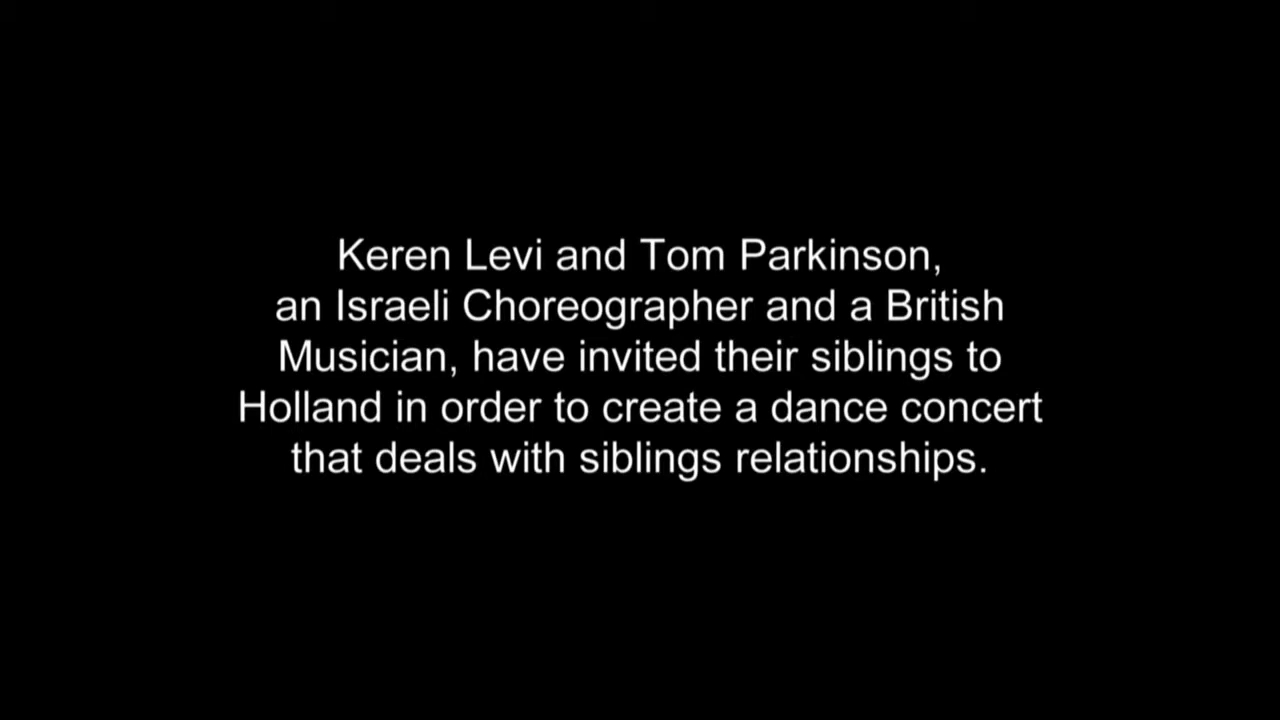 Keren Levi and Tom Parkinson,
an Israeli Choreographer and a British
Musician, have invited their siblings to
Holland in order to create a dance concert
that deals with siblings relationships.